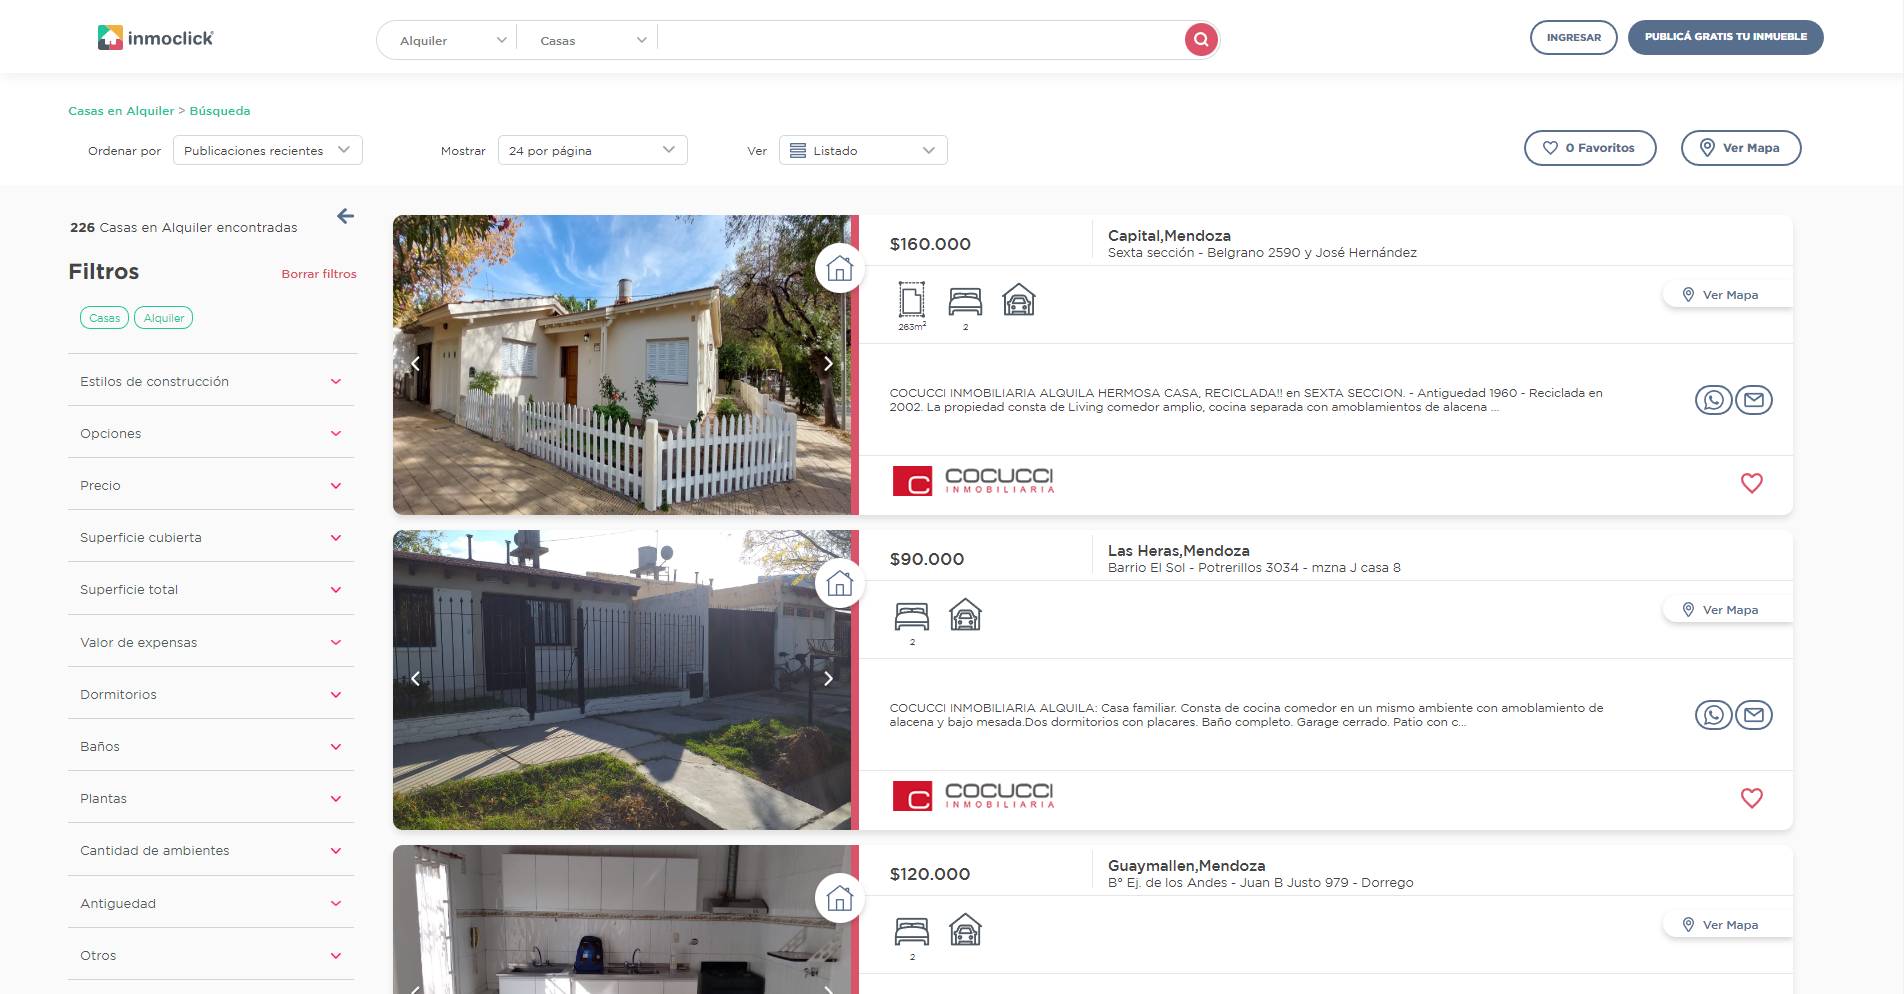 inmoclick
Alquiler
Casas
INGRESAR
PUBLICÁ GRATIS TU INMUEBLE
Casas en Alquiler > Búsqueda
Ordenar por
Publicaciones recientes
Mostrar
24 por página
Ver
Listado
0 Favoritos
Ver Mapa
226 Casas en Alquiler encontradas
Filtros
Borrar filtros
Casas
Alquiler
Estilos de construcción
Opciones
Precio
Superficie cubierta
Superficie total
Valor de expensas
Dormitorios
Baños
Plantas
Cantidad de ambientes
Antiguedad
Otros
$160.000
Capital,Mendoza
Sexta sección - Belgrano 2590 y José Hernández
263m²
2
Ver Mapa
COCUCCI INMOBILIARIA ALQUILA HERMOSA CASA, RECICLADA!! en SEXTA SECCION. - Antiguedad 1960 - Reciclada en
2002. La propiedad consta de Living comedor amplio, cocina separada con amoblamientos de alacena ...
C COCUCCI
INMOBILIARIA
$90.000
Las Heras,Mendoza
Barrio El Sol - Potrerillos 3034 - mzna J casa 8
2
Ver Mapa
COCUCCI INMOBILIARIA ALQUILA: Casa familiar. Consta de cocina comedor en un mismo ambiente con amoblamiento de
alacena y bajo mesada.Dos dormitorios con placares. Baño completo. Garage cerrado. Patio con c...
C COCUCCI
INMOBILIARIA
$120.000
Guaymallen,Mendoza
B° Ej. de los Andes - Juan B Justo 979 - Dorrego
2
Ver Mapa